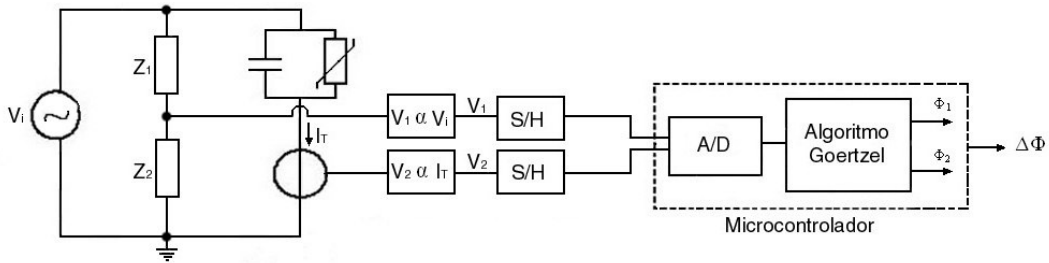 Vi
Z1
Z2
IT
V1 α Vi
V1
S/H
V2 α IT
V2
S/H
A/D
Algoritmo
Goertzel
Φ1
Φ2
ΔΦ
Microcontrolador